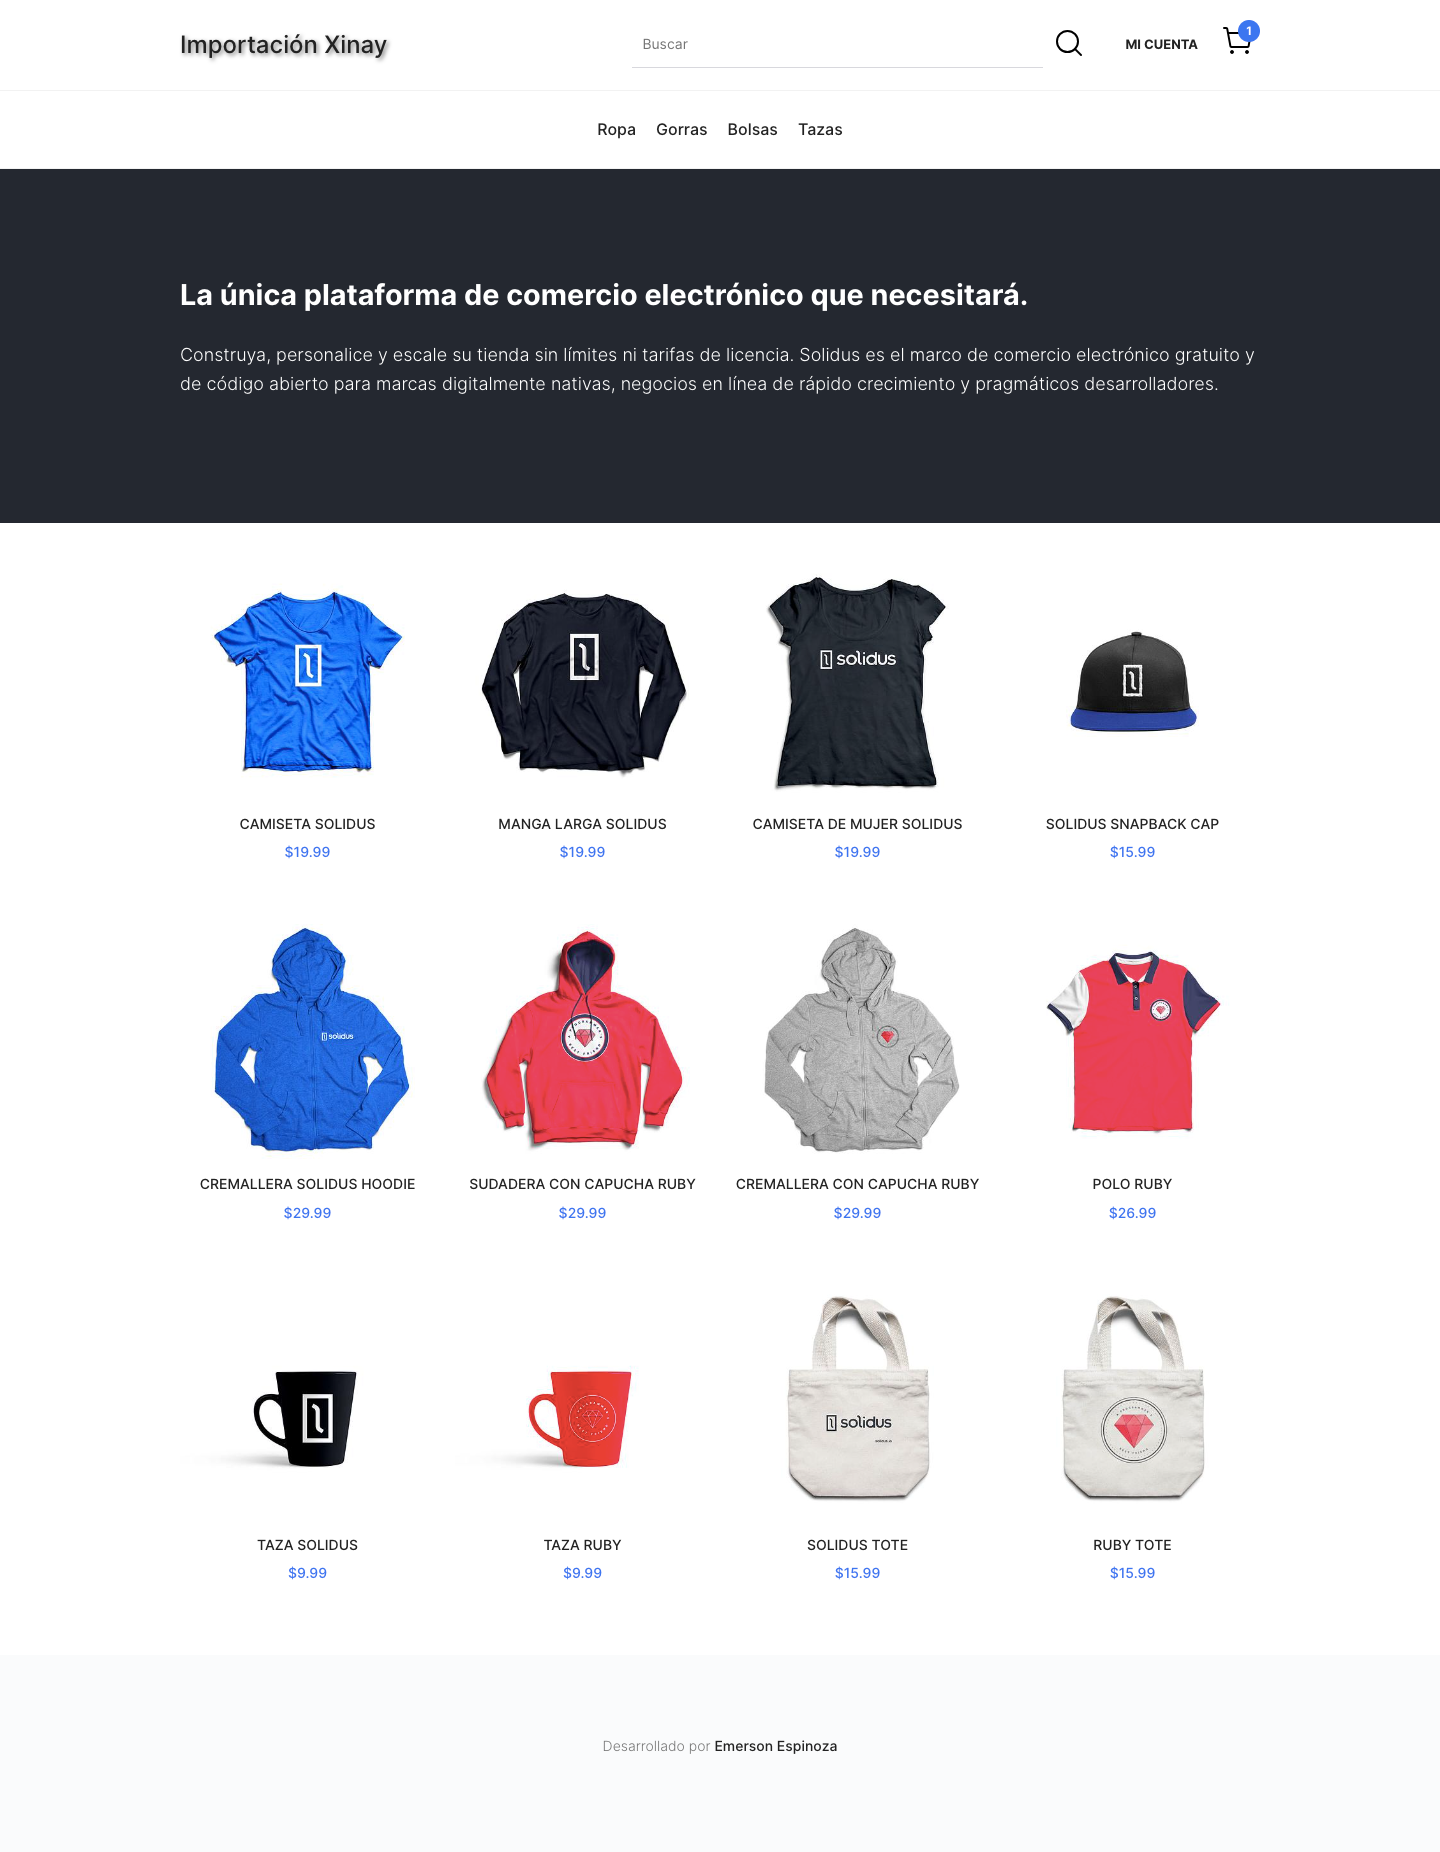 Importación Xinay
Buscar
MI CUENTA
1
Ropa Gorras Bolsas Tazas
La única plataforma de comercio electrónico que necesitará.
Construya, personalice y escale su tienda sin límites ni tarifas de licencia. Solidus es el marco de comercio electrónico gratuito y
de código abierto para marcas digitalmente nativas, negocios en línea de rápido crecimiento y pragmáticos desarrolladores.
solidus
CAMISETA SOLIDUS
$19.99
MANGA LARGA SOLIDUS
$19.99
CAMISETA DE MUJER SOLIDUS
$19.99
SOLIDUS SNAPBACK CAP
$15.99
solidus
CREMALLERA SOLIDUS HOODIE
$29.99
SUDADERA CON CAPUCHA RUBY
$29.99
CREMALLERA CON CAPUCHA RUBY
$29.99
POLO RUBY
$26.99
solidus
TAZA SOLIDUS
$9.99
TAZA RUBY
$9.99
SOLIDUS TOTE
$15.99
RUBY TOTE
$15.99
Desarrollado por Emerson Espinoza